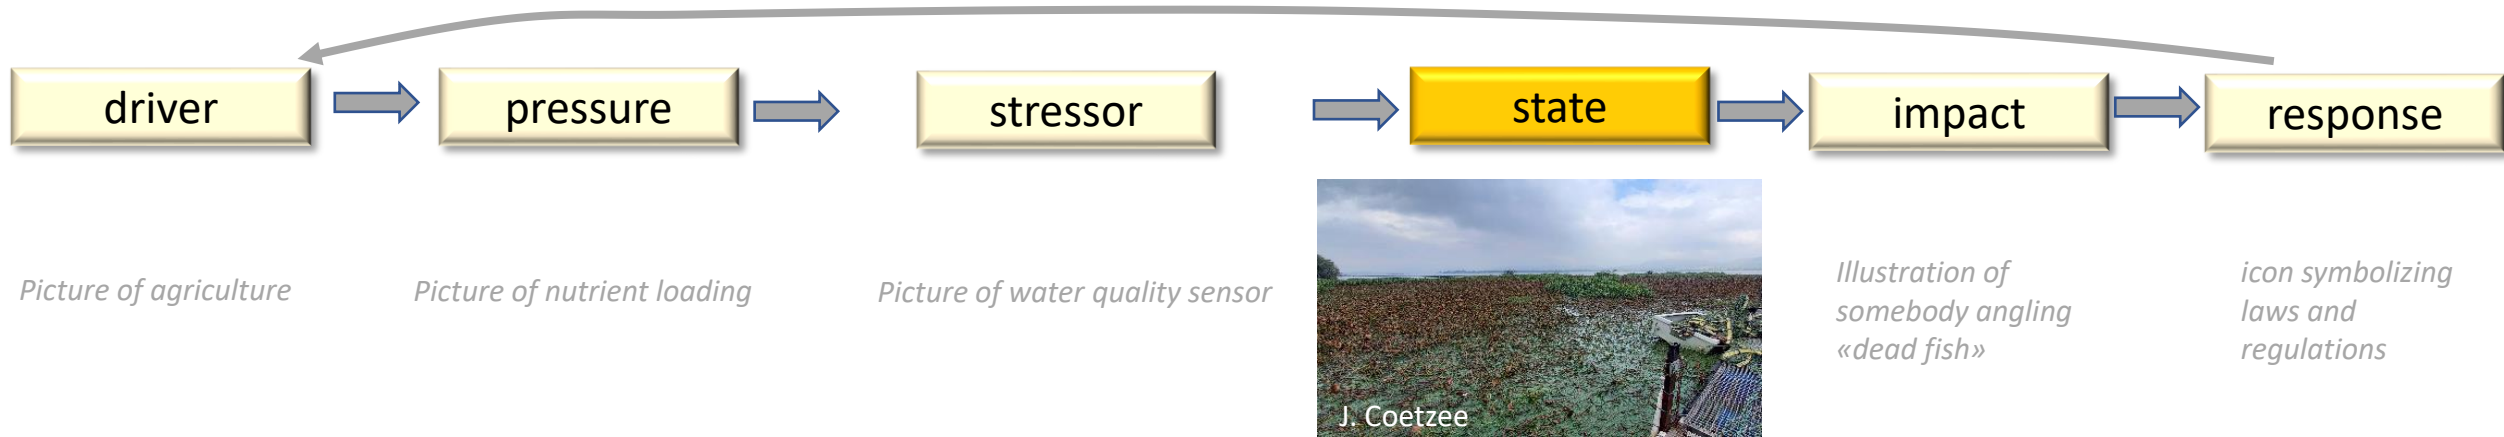 driver
pressure
stressor
state
impact
response
Picture of agriculture
Picture of nutrient loading
Picture of water quality sensor
J. Coetzee
Illustration of
somebody angling
«dead fish»
icon symbolizing
laws and
regulations